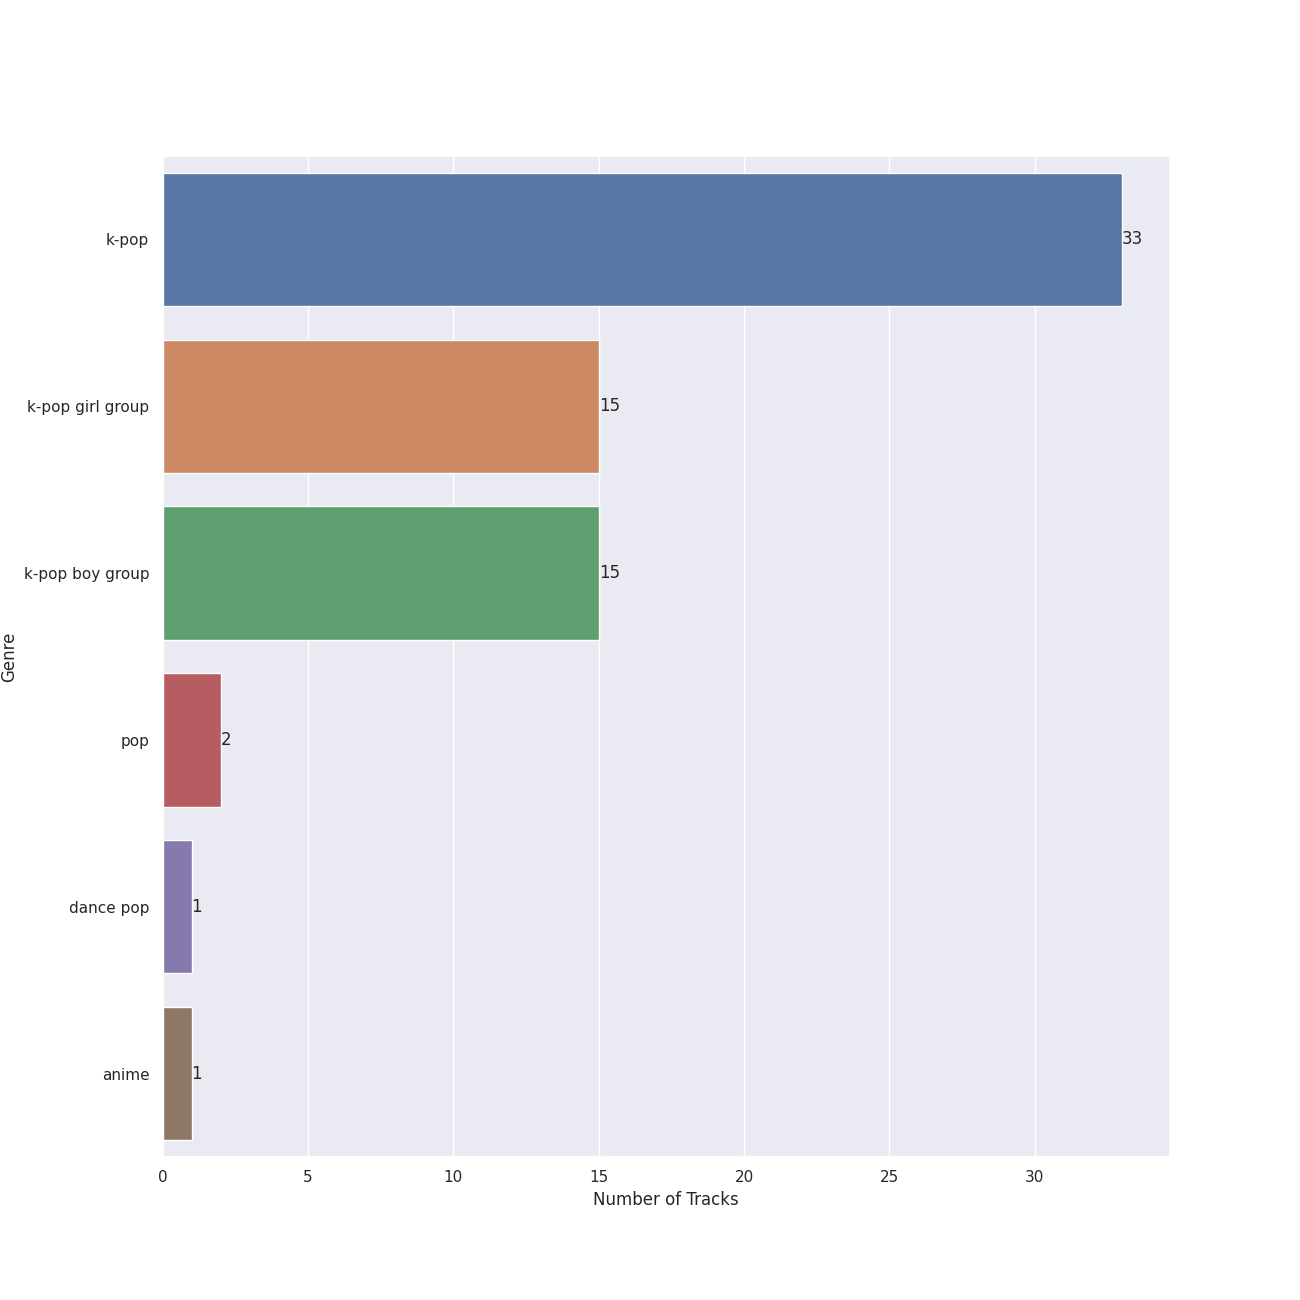 k-pop
33
k-pop girl group
15
k-pop boy group
15
Genre
pop
2
dance pop
1
anime
1
0 5 10 15 20 25 30
Number of Tracks